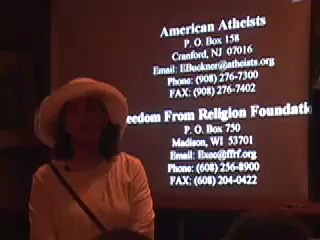 American Atheists
P. O. Box 158
Cranford, NJ 07016
Email: EBuckner@atheists.org
Phone: (908) 276-7300
FAX: (908) 276-7402
eedom From Religion Foundatio
P. O. Box 750
Madison, WI 53701
Email: Exec@ffrf.org
Phone: (608) 256-8900
FAX: (608) 204-0422